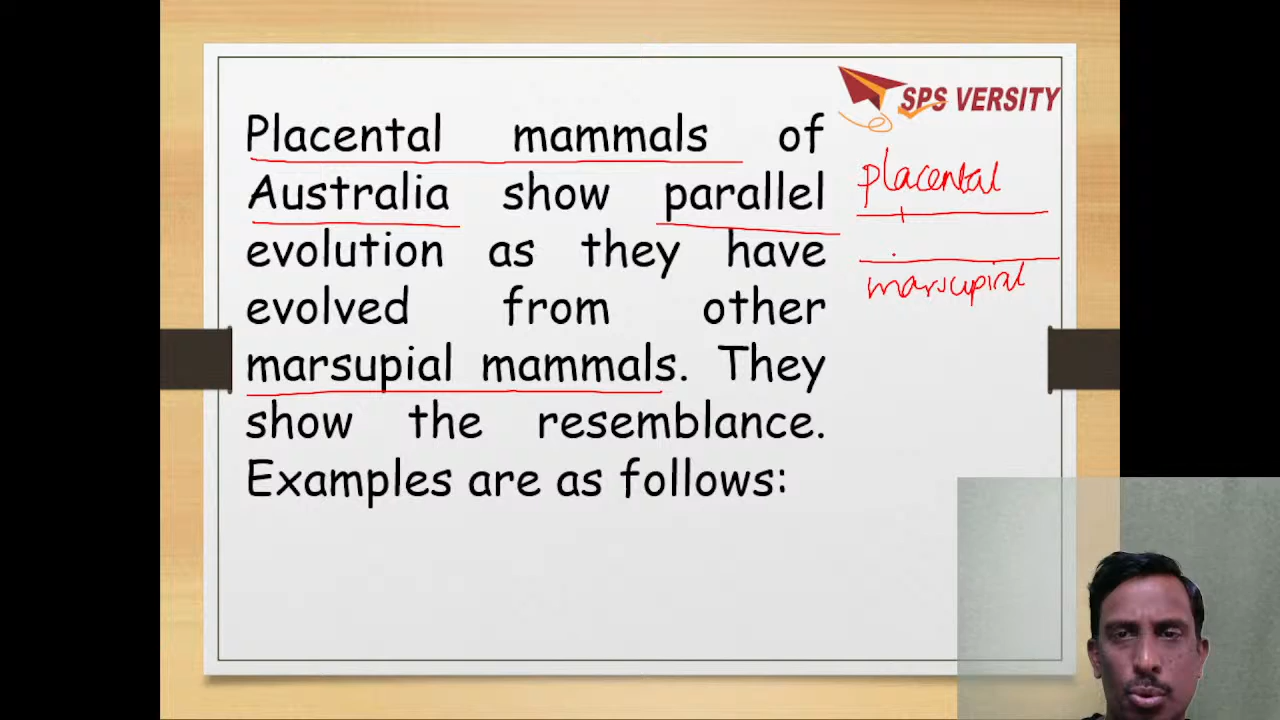 SPS VERSITY
Placental mammals of
Australia show parallel
evolution as they have
evolved from other
marsupial mammals. They
show the resemblance.
Examples are as follows:
placental
marsupial